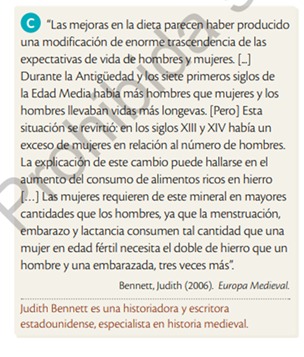 C "Las mejoras en la dieta parecen haber producido
una modificación de enorme trascendencia de las
expectativas de vida de hombres y mujeres. [...]
Durante la Antigüedad y los siete primeros siglos de
la Edad Media había más hombres que mujeres y los
hombres llevaban vidas más longevas. [Pero] Esta
situación se revirtió: en los siglos XIII y XIV había un
exceso de mujeres en relación al número de hombres.
La explicación de este cambio puede hallarse en el
aumento del consumo de alimentos ricos en hierro
[...] Las mujeres requieren de este mineral en mayores
cantidades que los hombres, ya que la menstruación,
embarazo y lactancia consumen tal cantidad que una
mujer en edad fértil necesita el doble de hierro que un
hombre y una embarazada, tres veces más".
Bennett, Judith (2006). Europa Medieval.
Judith Bennett es una historiadora y escritora
estadounidense, especialista en historia medieval.
Prohibida